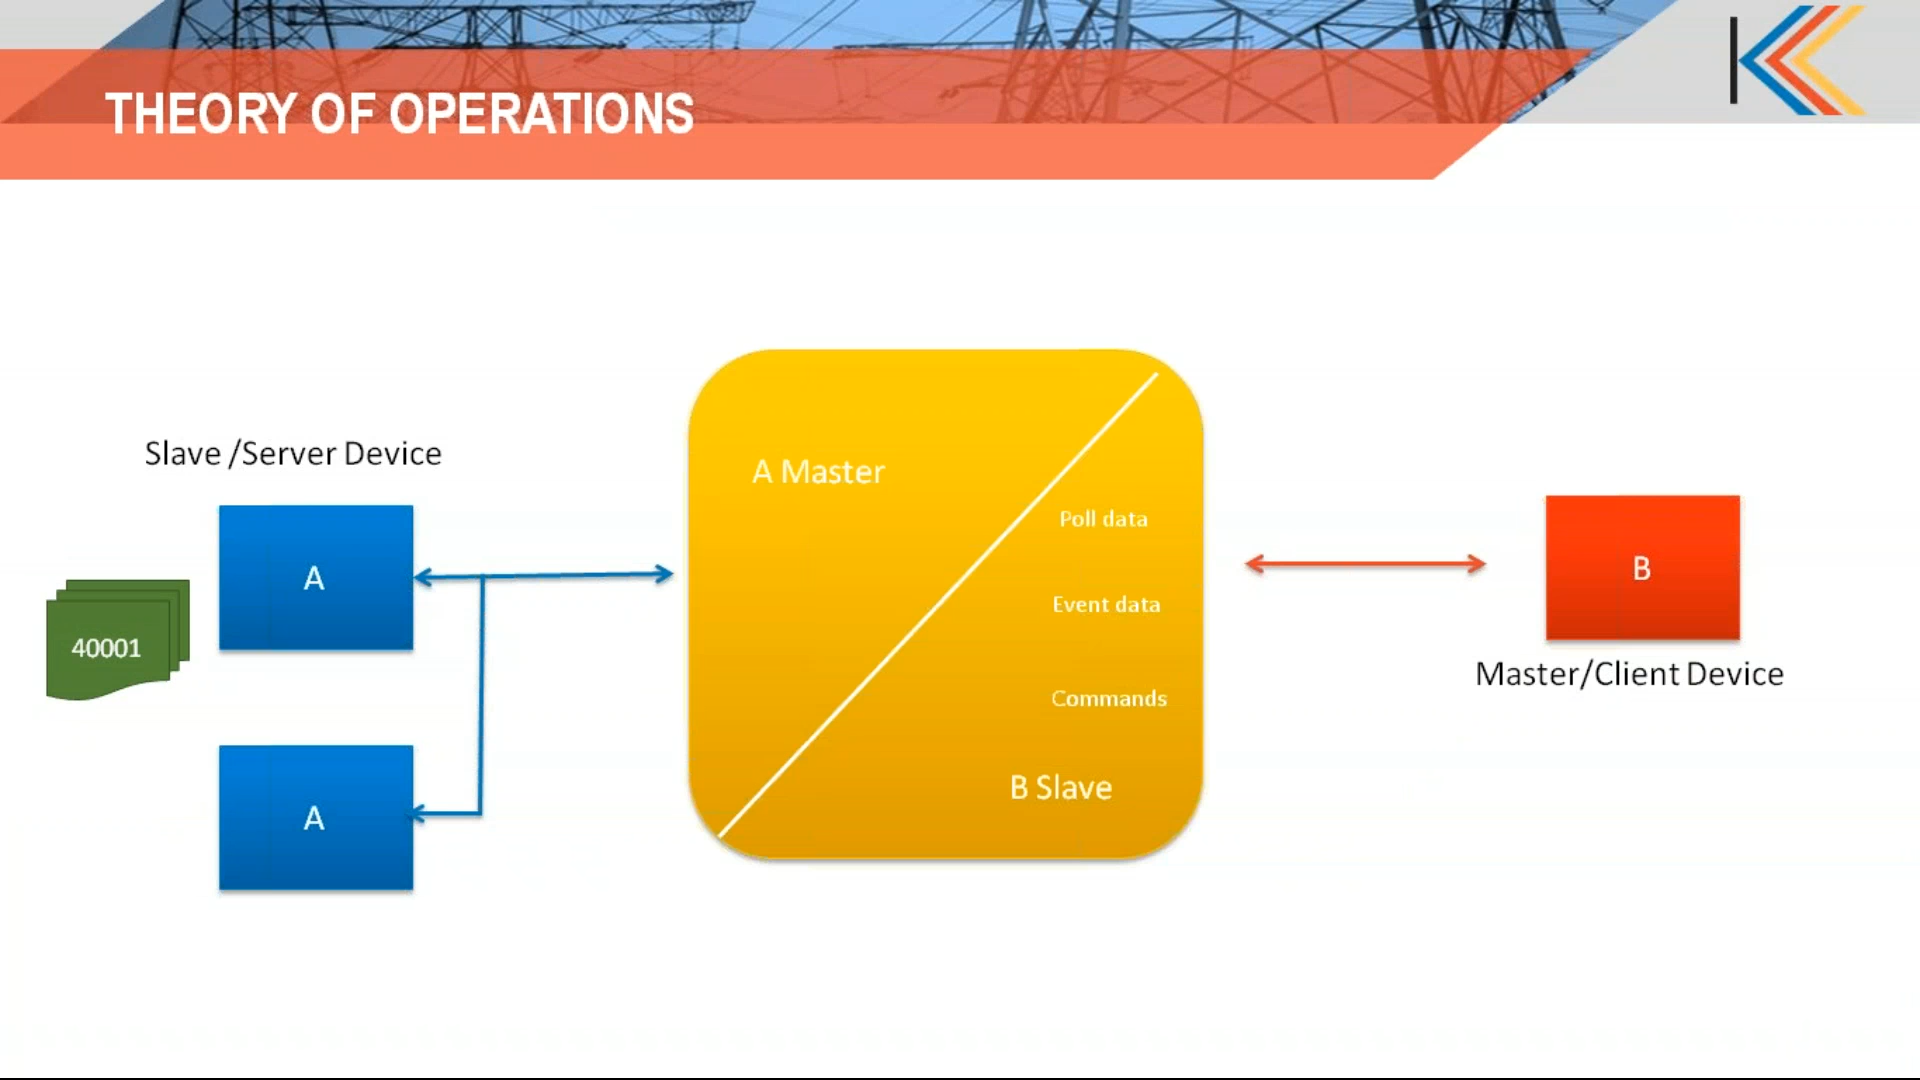 THEORY OF OPERATIONS
Slave /Server Device
A
40001
A
A Master
Poll data
Event data
Commands
B Slave
B
Master/Client Device